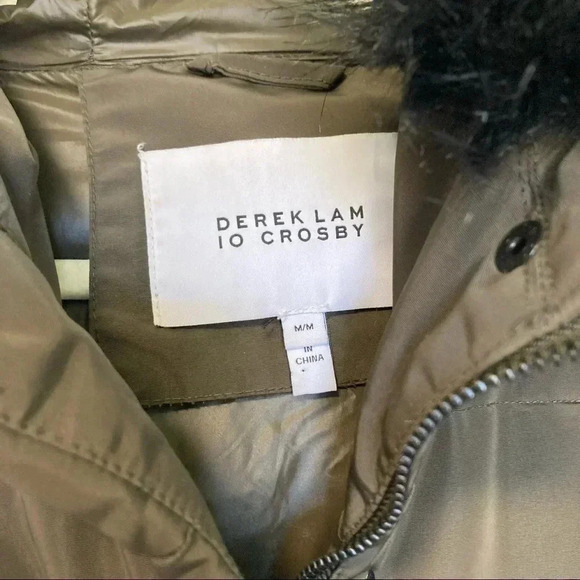 DEREK LAM
10 CROSBY
M/M
IN
CHINA